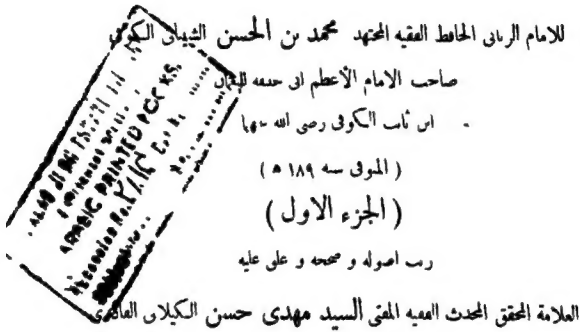 للامام الربانى الحافظ الفقيه المجتهد محمد بن الحسن الشيبانى الكوفى
صاحب الامام الأعظم ابى حنيفة النعمان
ابن ثابت الكوفى رضى الله عنهما
( المتوفى سنة ١٨٩ ه )
( الجزء الاول )
رتب اصوله و صححه و علق عليه
العلامة المحقق المحدث الفقيه المفتى السيد مهدى حسن الكيلانى القادرى
ARABIC PRINTED